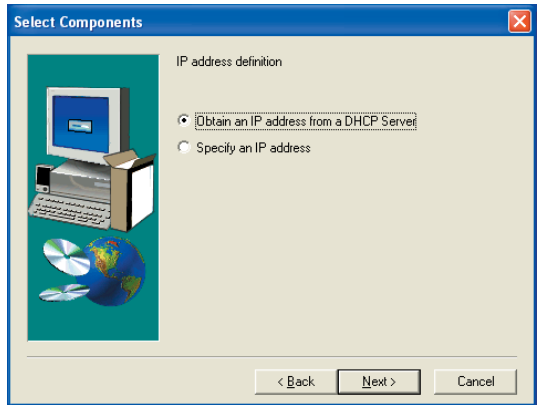 Select Components
IP address definition
Obtain an IP address from a DHCP Server
Specify an IP address
< Back
Next >
Cancel